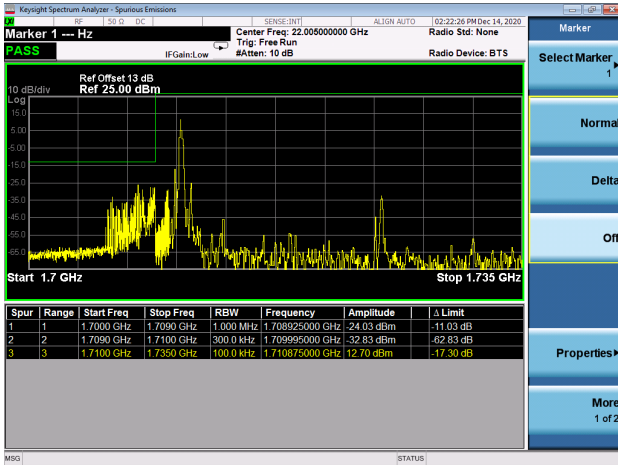 Keysight Spectrum Analyzer - Spurious Emissions
RF 50 Ω DC SENSE:INT ALIGN AUTO 02:22:26 PM Dec 14, 2020
Marker 1 --- Hz
Center Freq: 22.005000000 GHz
Radio Std: None
Trig: Free Run
PASS
IFGain:Low
#Atten: 10 dB
Radio Device: BTS
Ref Offset 13 dB
10 dB/div Ref 25.00 dBm
Log
15.0
5.00
-5.00
-15.0
-25.0
-35.0
-45.0
-55.0
-65.0
Start 1.7 GHz Stop 1.735 GHz
Spur Range Start Freq Stop Freq RBW Frequency Amplitude Δ Limit
1 1 1.7000 GHz 1.7090 GHz 1.000 MHz 1.708925000 GHz -24.03 dBm -11.03 dB
2 2 1.7090 GHz 1.7100 GHz 300.0 kHz 1.709995000 GHz -32.83 dBm -62.83 dB
3 3 1.7100 GHz 1.7350 GHz 100.0 kHz 1.710875000 GHz 12.70 dBm -17.30 dB
MSG STATUS
Marker
Select Marker
1
Normal
Delta
Off
Properties
More
1 of 2